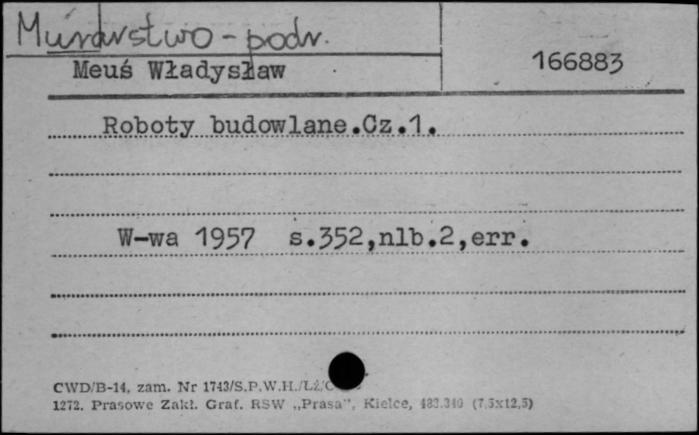 Murarstwo - podr.
Meuś Władysław 166883
Roboty budowlane.Cz.1.
W-wa 1957 s.352,nlb.2,err.
CWD/B-14, zam. Nr 1743/S.P.W.H./Lž/
1272. Prasowe Zakł. Graf. RSW „Prasa”, Kielce, 483.340 (7,5x12,5)